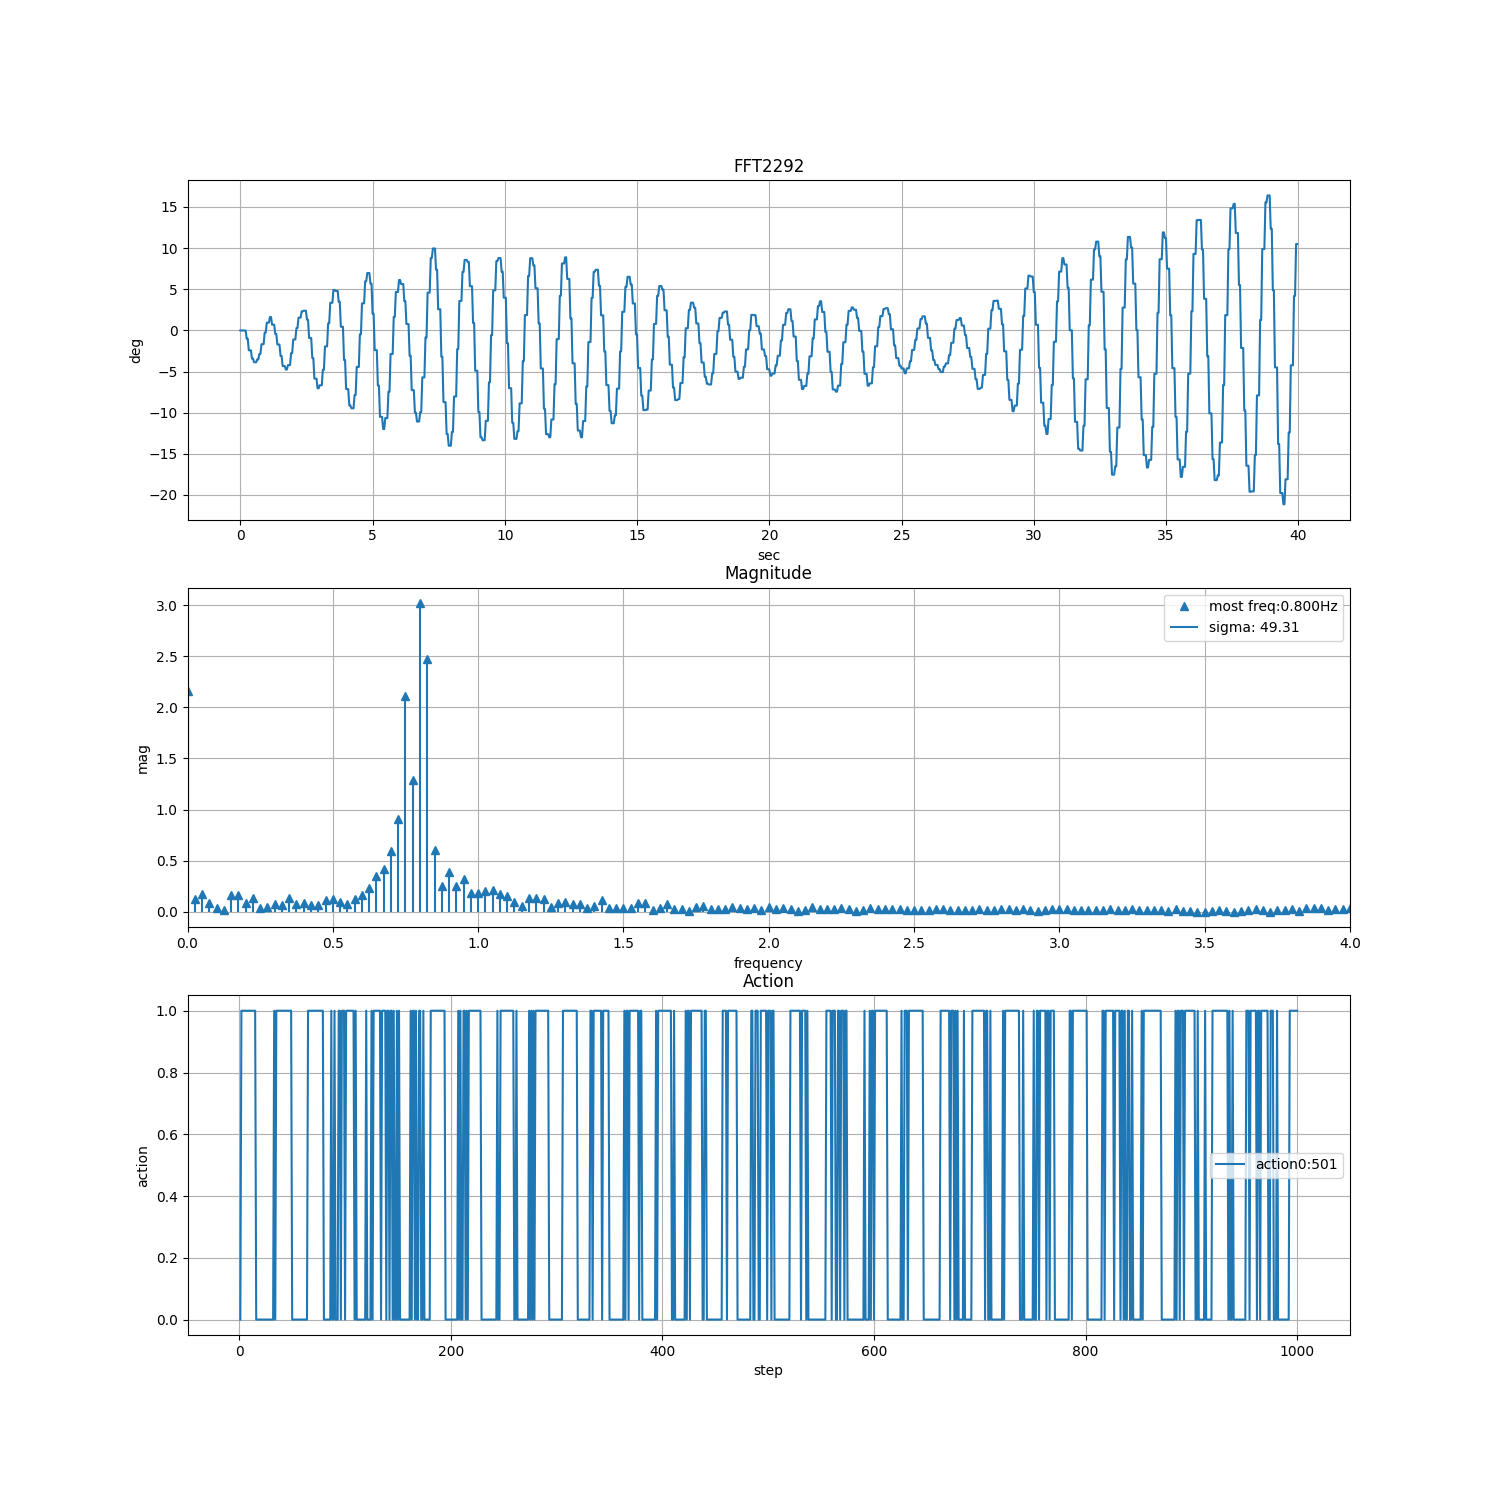 FFT2292
15
10
5
0
−5
−10
−15
−20
deg
0 5 10 15 20 25 30 35 40
sec
Magnitude
3.0
2.5
2.0
1.5
1.0
0.5
0.0
mag
most freq:0.800Hz
sigma: 49.31
0.0 0.5 1.0 1.5 2.0 2.5 3.0 3.5 4.0
frequency
Action
1.0
0.8
0.6
0.4
0.2
0.0
action
action0:501
0 200 400 600 800 1000
step